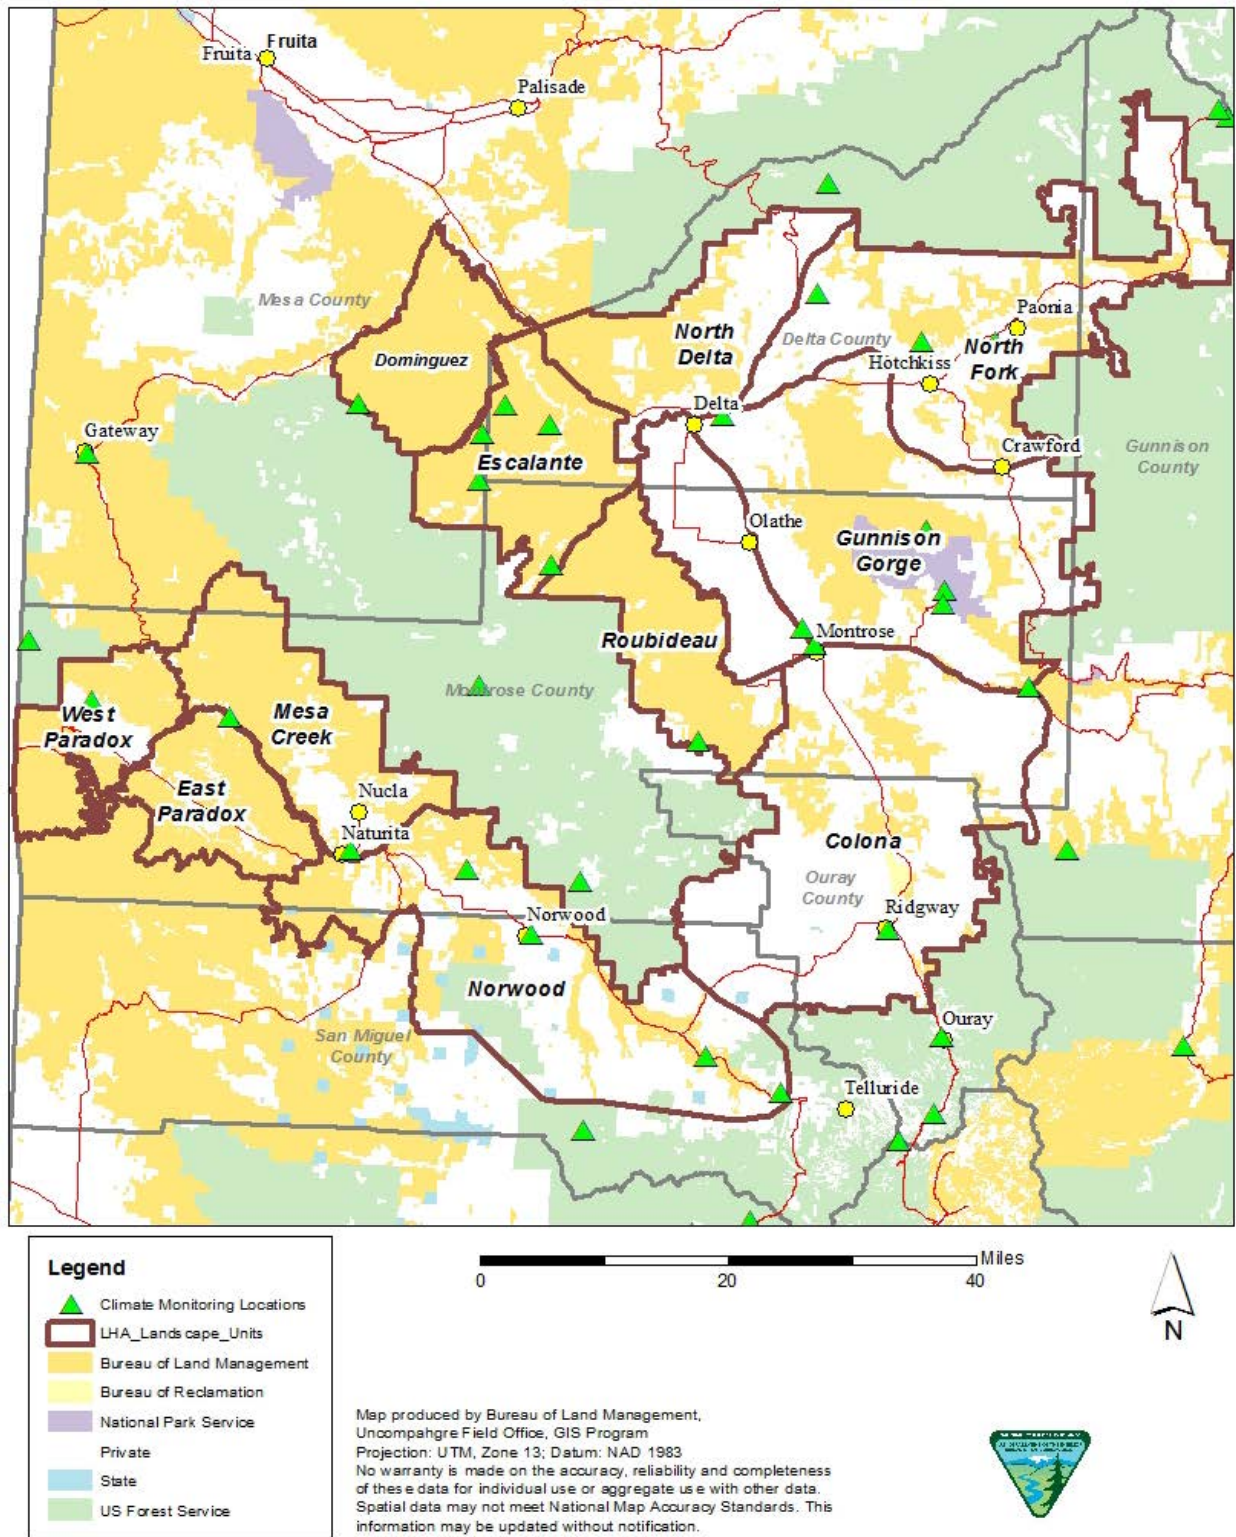 Fruita
Fruita
Palisade
Mesa County
Dominguez
North
Delta
Delta County
Paonia
North
Fork
Hotchkiss
Delta
Crawford
Gunnison
County
Gateway
Escalante
Olathe
Gunnison
Gorge
Roubideau
Montrose
Montrose County
West
Paradox
Mesa
Creek
East
Paradox
Nucla
Naturita
Colona
Ouray
County
Ridgway
Norwood
Norwood
San Miguel
County
Ouray
Telluride
Legend
Climate Monitoring Locations
LHA_Landscape_Units
Bureau of Land Management
Bureau of Reclamation
National Park Service
Private
State
US Forest Service
Miles
0 20 40
N
Map produced by Bureau of Land Management,
Uncompahgre Field Office, GIS Program
Projection: UTM, Zone 13; Datum: NAD 1983
No warranty is made on the accuracy, reliability and completeness
of these data for individual use or aggregate use with other data.
Spatial data may not meet National Map Accuracy Standards. This
information may be updated without notification.